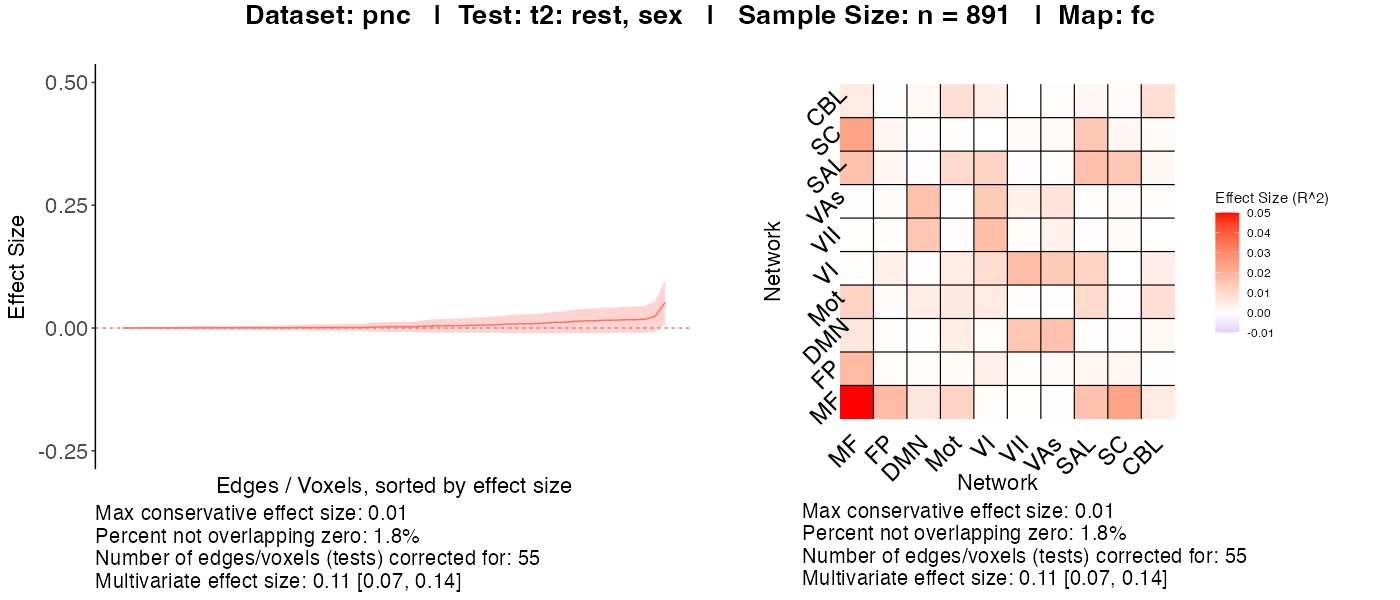 Dataset: pnc | Test: t2: rest, sex | Sample Size: n = 891 | Map: fc
0.50
0.25
0.00
-0.25
Effect Size
Edges / Voxels, sorted by effect size
Max conservative effect size: 0.01
Percent not overlapping zero: 1.8%
Number of edges/voxels (tests) corrected for: 55
Multivariate effect size: 0.11 [0.07, 0.14]
Network
CBL
SC
SAL
VAs
VII
VI
Mot
DMN
FP
MF
MF
FP
DMN
Mot
VI
VII
VAs
SAL
SC
CBL
Network
Effect Size (R^2)
0.05
0.04
0.03
0.02
0.01
0.00
-0.01
Max conservative effect size: 0.01
Percent not overlapping zero: 1.8%
Number of edges/voxels (tests) corrected for: 55
Multivariate effect size: 0.11 [0.07, 0.14]